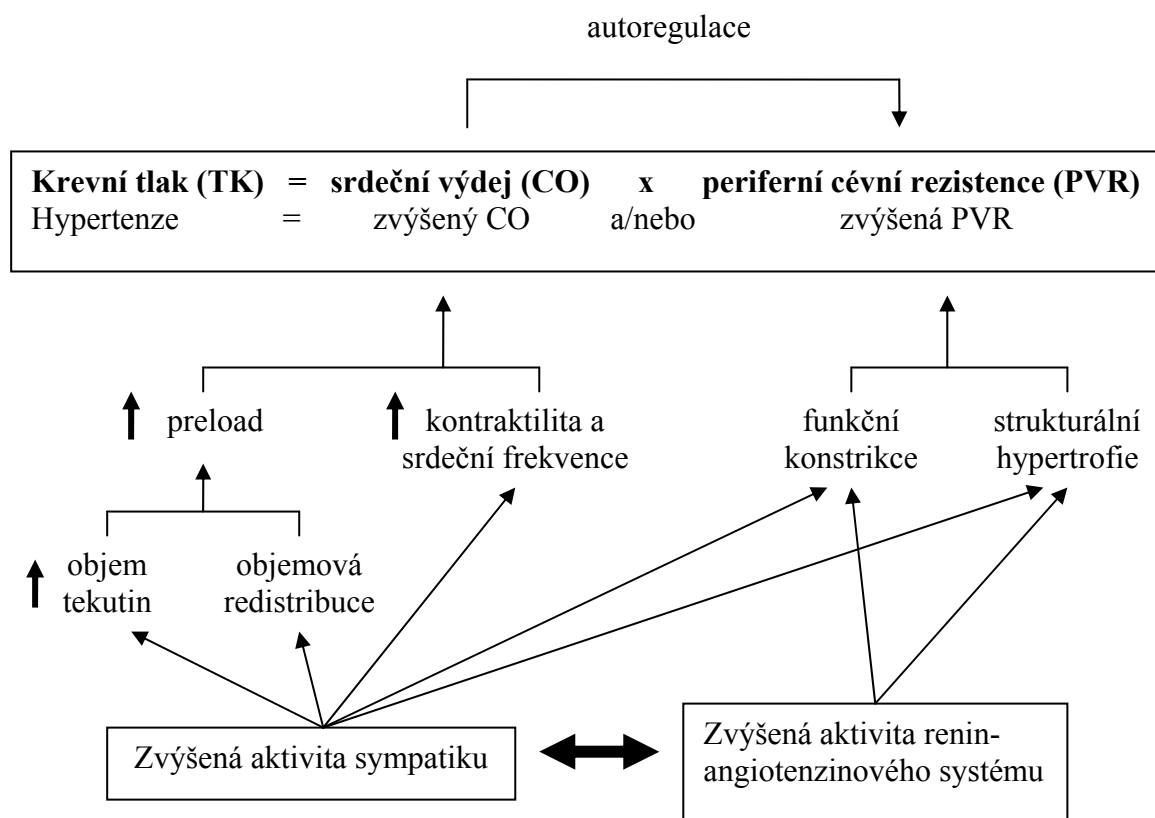 autoregulace
Krevní tlak (TK) = srdeční výdej (CO) x periferní cévní rezistence (PVR)
Hypertenze = zvýšený CO a/nebo zvýšená PVR
preload
kontraktilita a
srdeční frekvence
funkční
konstrikce
strukturální
hypertrofie
objem
tekutin
objemová
redistribuce
Zvýšená aktivita sympatiku
Zvýšená aktivita renin-
angiotenzinového systému